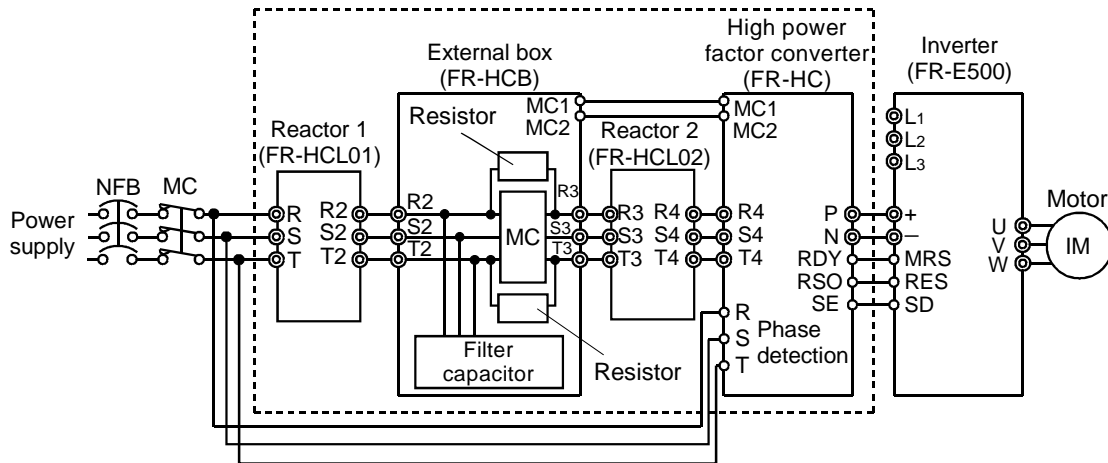 High power
factor converter
(FR-HC)
External box
(FR-HCB)
Inverter
(FR-E500)
MC1
MC2
MC1
MC2
Resistor
Reactor 1
(FR-HCL01)
Reactor 2
(FR-HCL02)
L1
L2
L3
NFB
MC
Power
supply
R
S
T
R2
S2
T2
R2
S2
T2
MC
R3
S3
T3
R3
S3
T3
R4
S4
T4
R4
S4
T4
P
N
RDY
RSO
SE
+
−
MRS
RES
SD
U
V
W
Motor
IM
R
S
T
Phase
detection
Filter
capacitor
Resistor